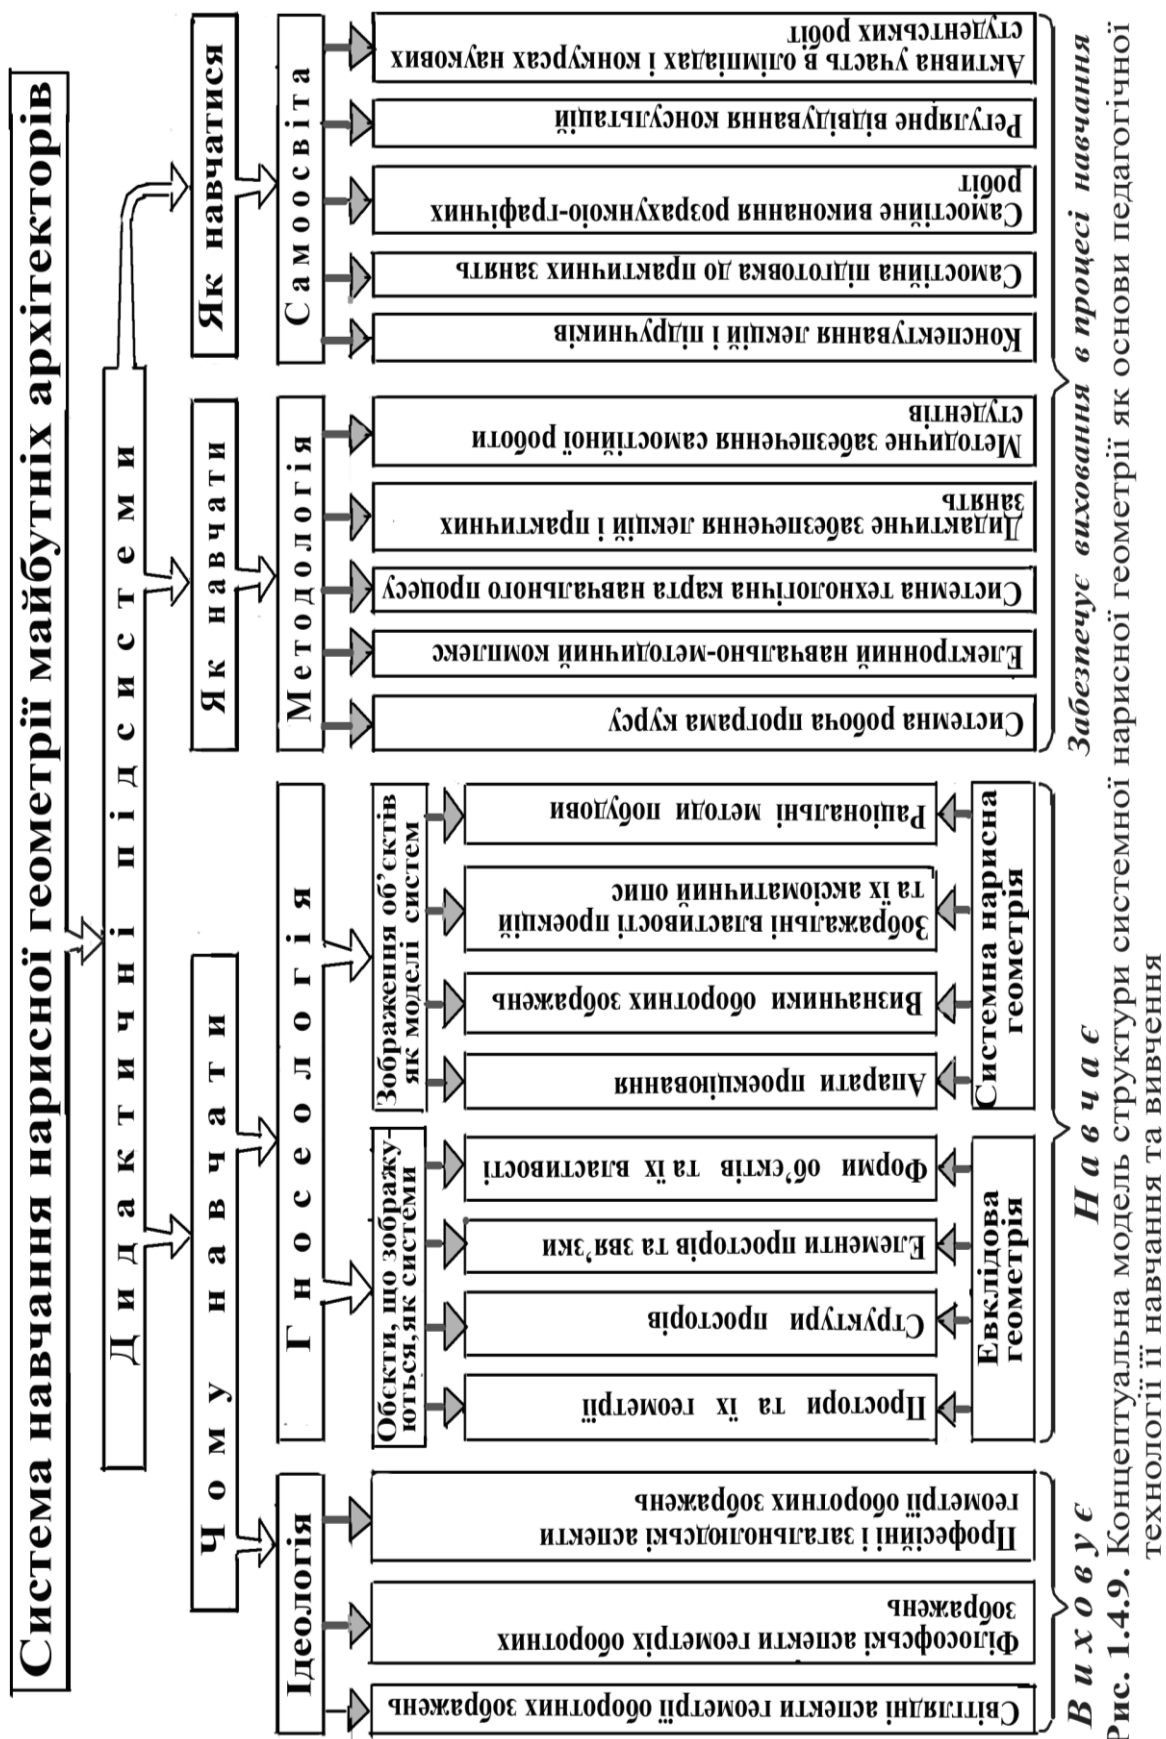 Система навчання нарисної геометрії майбутніх архітекторів
Дидактичні підсистеми
Чому навчати
Як навчати
Як навчатися
Ідеологія
Гносеологія
Методологія
Самоосвіта
Обєкти, що зображу-
ються,як системи
Зображення об’єктів
як моделі систем
Світлядні аспекти геометрії оборотних зображень
Філософські аспекти геометріх оборотних
зображень
Професійні і загальнолюдські аспекти
геометрії оборотних зображень
Простори та їх геометрії
Структури просторів
Елементи просторів та звя’зки
Форми об’єктів та їх властивості
Апарати проекціювання
Визначники оборотних зображень
Зображальні властивості проекцій
та їх аксіоматичний опис
Раціональні методи побудови
Системна робоча програма курсу
Електронний навчально-методичний комплекс
Системна технологічна карта навчального процесу
Дидактичне забезпечення лекцій і практичних
занять
Методичне забезпечення самостійної роботи
студентів
Конспектування лекцій і підручників
Самостійна підготовка до практичних занять
Самостійне виконання розрахункоію-графічних
робіт
Регулярне відвідування консультацій
Активна участь в олімпіадах і конкурсах наукових
студентських робіт
Евклідова
геометрія
Системна нарисна
геометрія
Виховує
Навчає
Забезпечує виховання в процесі навчання
Рис. 1.4.9. Концептуальна модель структури системної нарисної геометрії як основи педагогічної
технології її навчання та вивчення